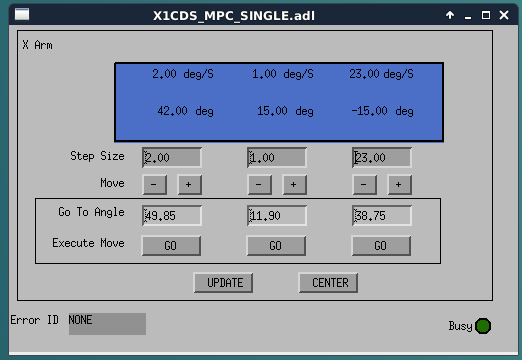 X1CDS_MPC_SINGLE.adl
X Arm
2.00 deg/S 1.00 deg/S 23.00 deg/S
42.00 deg 15.00 deg -15.00 deg
Step Size 2.00 1.00 23.00
Move - + - + - +
Go To Angle 49.85 11.90 38.75
Execute Move GO GO GO
UPDATE CENTER
Error ID NONE Busy